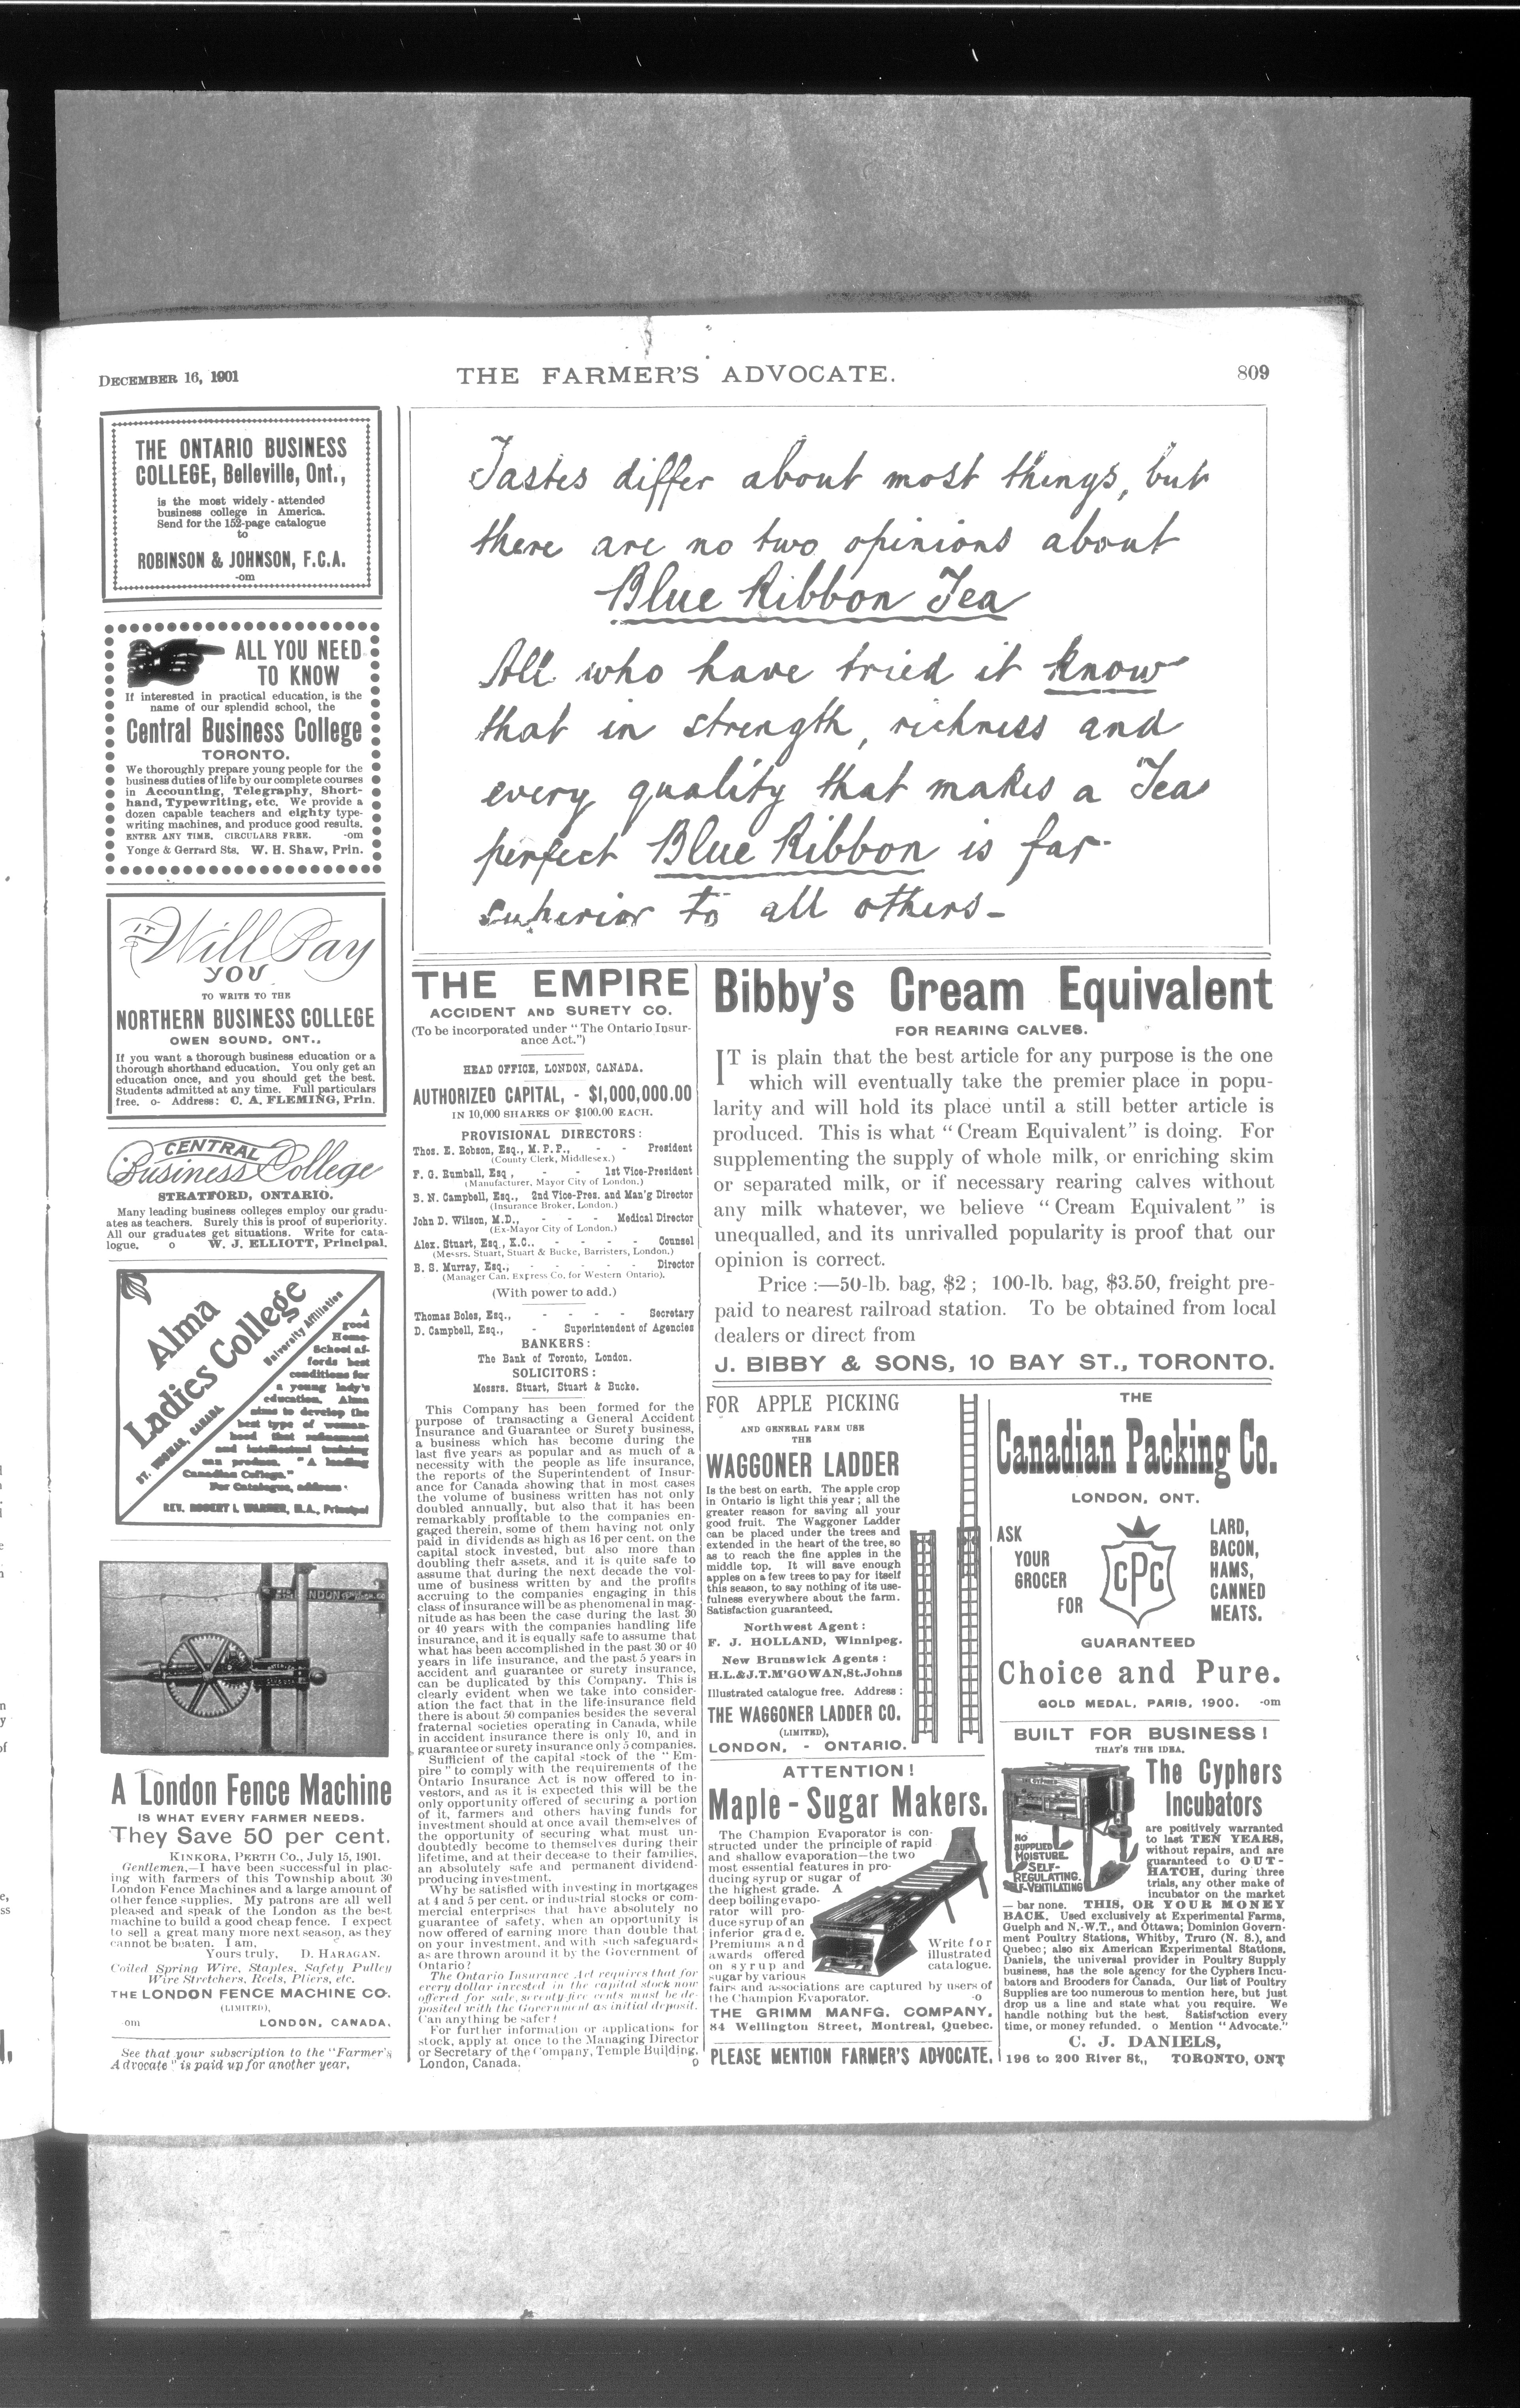 DECEMBER 16, 1901
THE FARMER'S ADVOCATE.
809
THE ONTARIO BUSINESS
COLLEGE, Belleville, Ont.,
is the most widely-attended
business college in America.
Send for the 152-page catalogue
to
ROBINSON & JOHNSON, F.C.A.
-om
ALL YOU NEED
TO KNOW
If interested in practical education, is the
name of our splendid school, the
Central Business College
TORONTO.
We thoroughly prepare young people for the
business duties of life by our complete courses
in Accounting, Telegraphy, Short-
hand, Typewriting, etc. We provide a
dozen capable teachers and eighty type-
writing machines, and produce good results.
ENTER ANY TIME. CIRCULARS FREE. -om
Yonge & Gerrard Sts. W. H. Shaw, Prin.
IT Will Pay
YOU
TO WRITE TO THE
NORTHERN BUSINESS COLLEGE
OWEN SOUND, ONT.,
If you want a thorough business education or a
thorough shorthand education. You only get an
education once, and you should get the best.
Students admitted at any time. Full particulars
free. o- Address: C. A. FLEMING, Prin.
CENTRAL
Business College
STRATFORD, ONTARIO.
Many leading business colleges employ our gradu-
ates as teachers. Surely this is proof of superiority.
All our graduates get situations. Write for cata-
logue. o W. J. ELLIOTT, Principal.
Alma
Ladies College
ST. THOMAS, CANADA
University Affiliation
A
good
Home-
School af-
fords best
conditions for
a young lady's
education. Alma
aims to develop the
best type of woman-
hood that refinement
and intellectual training
can produce. "A leading
Canadian College."
For Catalogue, address
REV. ROBERT I. WARNER, M.A., Principal
A London Fence Machine
IS WHAT EVERY FARMER NEEDS.
They Save 50 per cent.
KINKORA, PERTH Co., July 15, 1901.
Gentlemen,—I have been successful in plac-
ing with farmers of this Township about 30
London Fence Machines and a large amount of
other fence supplies. My patrons are all well
pleased and speak of the London as the best
machine to build a good cheap fence. I expect
to sell a great many more next season, as they
cannot be beaten. I am,
Yours truly, D. HARAGAN.
Coiled Spring Wire, Staples, Safety Pulley
Wire Stretchers, Reels, Pliers, etc.
THE LONDON FENCE MACHINE CO.
(LIMITED),
-om LONDON, CANADA.
See that your subscription to the "Farmer's
Advocate" is paid up for another year.
Tastes differ about most things, but
there are no two opinions about
Blue Ribbon Tea
All who have tried it know
that in strength, richness and
every quality that makes a Tea
perfect Blue Ribbon is far
superior to all others-
THE EMPIRE
ACCIDENT AND SURETY CO.
(To be incorporated under "The Ontario Insur-
ance Act.")
HEAD OFFICE, LONDON, CANADA.
AUTHORIZED CAPITAL, - $1,000,000.00
IN 10,000 SHARES OF $100.00 EACH.
PROVISIONAL DIRECTORS:
Thos. E. Robson, Esq., M.P.P., - - President
(County Clerk, Middlesex.)
F. G. Rumball, Esq., - - 1st Vice-President
(Manufacturer, Mayor City of London.)
B. N. Campbell, Esq., 2nd Vice-Pres. and Man'g Director
(Insurance Broker, London.)
John D. Wilson, M.D., - - - Medical Director
(Ex-Mayor City of London.)
Alex. Stuart, Esq., K.C., - - - - Counsel
(Messrs. Stuart, Stuart & Bucke, Barristers, London.)
B. S. Murray, Esq., - - - - - Director
(Manager Can. Express Co. for Western Ontario).
(With power to add.)
Thomas Boles, Esq., - - - - Secretary
D. Campbell, Esq., - Superintendent of Agencies
BANKERS:
The Bank of Toronto, London.
SOLICITORS:
Messrs. Stuart, Stuart & Bucke.
This Company has been formed for the
purpose of transacting a General Accident
Insurance and Guarantee or Surety business,
a business which has become during the
last five years as popular and as much of a
necessity with the people as life insurance,
the reports of the Superintendent of Insur-
ance for Canada showing that in most cases
the volume of business written has not only
doubled annually, but also that it has been
remarkably profitable to the companies en-
gaged therein, some of them having not only
paid in dividends as high as 16 per cent. on the
capital stock invested, but also more than
doubling their assets, and it is quite safe to
assume that during the next decade the vol-
ume of business written by and the profits
accruing to the companies engaging in this
class of insurance will be as phenomenal in mag-
nitude as has been the case during the last 30
or 40 years with the companies handling life
insurance, and it is equally safe to assume that
what has been accomplished in the past 30 or 40
years in life insurance, and the past 5 years in
accident and guarantee or surety insurance,
can be duplicated by this Company. This is
clearly evident when we take into consider-
ation the fact that in the life-insurance field
there is about 50 companies besides the several
fraternal societies operating in Canada, while
in accident insurance there is only 10, and in
guarantee or surety insurance only 5 companies.
Sufficient of the capital stock of the "Em-
pire" to comply with the requirements of the
Ontario Insurance Act is now offered to in-
vestors, and as it is expected this will be the
only opportunity offered of securing a portion
of it, farmers and others having funds for
investment should at once avail themselves of
the opportunity of securing what must un-
doubtedly become to themselves during their
lifetime, and at their decease to their families,
an absolutely safe and permanent dividend-
producing investment.
Why be satisfied with investing in mortgages
at 4 and 5 per cent. or industrial stocks or com-
mercial enterprises that have absolutely no
guarantee of safety, when an opportunity is
now offered of earning more than double that
on your investment, and with such safeguards
as are thrown around it by the Government of
Ontario?
The Ontario Insurance Act requires that for
every dollar invested in the capital stock now
offered for sale, seventy five cents must be de-
posited with the Government as initial deposit.
Can anything be safer?
For further information or applications for
stock, apply at once to the Managing Director
or Secretary of the Company, Temple Building,
London, Canada. o
Bibby's Cream Equivalent
FOR REARING CALVES.
IT is plain that the best article for any purpose is the one
which will eventually take the premier place in popu-
larity and will hold its place until a still better article is
produced. This is what "Cream Equivalent" is doing. For
supplementing the supply of whole milk, or enriching skim
or separated milk, or if necessary rearing calves without
any milk whatever, we believe "Cream Equivalent" is
unequalled, and its unrivalled popularity is proof that our
opinion is correct.
Price:—50-lb. bag, $2; 100-lb. bag, $3.50, freight pre-
paid to nearest railroad station. To be obtained from local
dealers or direct from
J. BIBBY & SONS, 10 BAY ST., TORONTO.
FOR APPLE PICKING
AND GENERAL FARM USE
THE
WAGGONER LADDER
Is the best on earth. The apple crop
in Ontario is light this year; all the
greater reason for saving all your
good fruit. The Waggoner Ladder
can be placed under the trees and
extended in the heart of the tree, so
as to reach the fine apples in the
middle top. It will save enough
apples on a few trees to pay for itself
this season, to say nothing of its use-
fulness everywhere about the farm.
Satisfaction guaranteed.
Northwest Agent:
F. J. HOLLAND, Winnipeg.
New Brunswick Agents:
H.L.&J.T.M'GOWAN,St.Johns
Illustrated catalogue free. Address:
THE WAGGONER LADDER CO.
(LIMITED),
LONDON, - ONTARIO.
ATTENTION!
Maple-Sugar Makers.
The Champion Evaporator is con-
structed under the principle of rapid
and shallow evaporation—the two
most essential features in pro-
ducing syrup or sugar of
the highest grade. A
deep boiling evapo-
rator will pro-
duce syrup of an
inferior grade.
Premiums and
awards offered
on syrup and
sugar by various
Write for
illustrated
catalogue.
fairs and associations are captured by users of
the Champion Evaporator. -o
THE GRIMM MANFG. COMPANY,
84 Wellington Street, Montreal, Quebec.
PLEASE MENTION FARMER'S ADVOCATE.
THE
Canadian Packing Co.
LONDON, ONT.
ASK
YOUR
GROCER
FOR
CPC
LARD,
BACON,
HAMS,
CANNED
MEATS.
GUARANTEED
Choice and Pure.
GOLD MEDAL, PARIS, 1900. -om
BUILT FOR BUSINESS!
THAT'S THE IDEA.
The Cyphers
Incubators
No
SUPPLIED
MOISTURE.
SELF-
REGULATING.
SELF-VENTILATING
are positively warranted
to last TEN YEARS,
without repairs, and are
guaranteed to OUT-
HATCH, during three
trials, any other make of
incubator on the market
—bar none. THIS, OR YOUR MONEY
BACK. Used exclusively at Experimental Farms,
Guelph and N.-W.T., and Ottawa; Dominion Govern-
ment Poultry Stations, Whitby, Truro (N. S.), and
Quebec; also six American Experimental Stations.
Daniels, the universal provider in Poultry Supply
business, has the sole agency for the Cyphers Incu-
bators and Brooders for Canada. Our list of Poultry
Supplies are too numerous to mention here, but just
drop us a line and state what you require. We
handle nothing but the best. Satisfaction every
time, or money refunded. o Mention "Advocate."
C. J. DANIELS,
196 to 200 River St., TORONTO, ONT